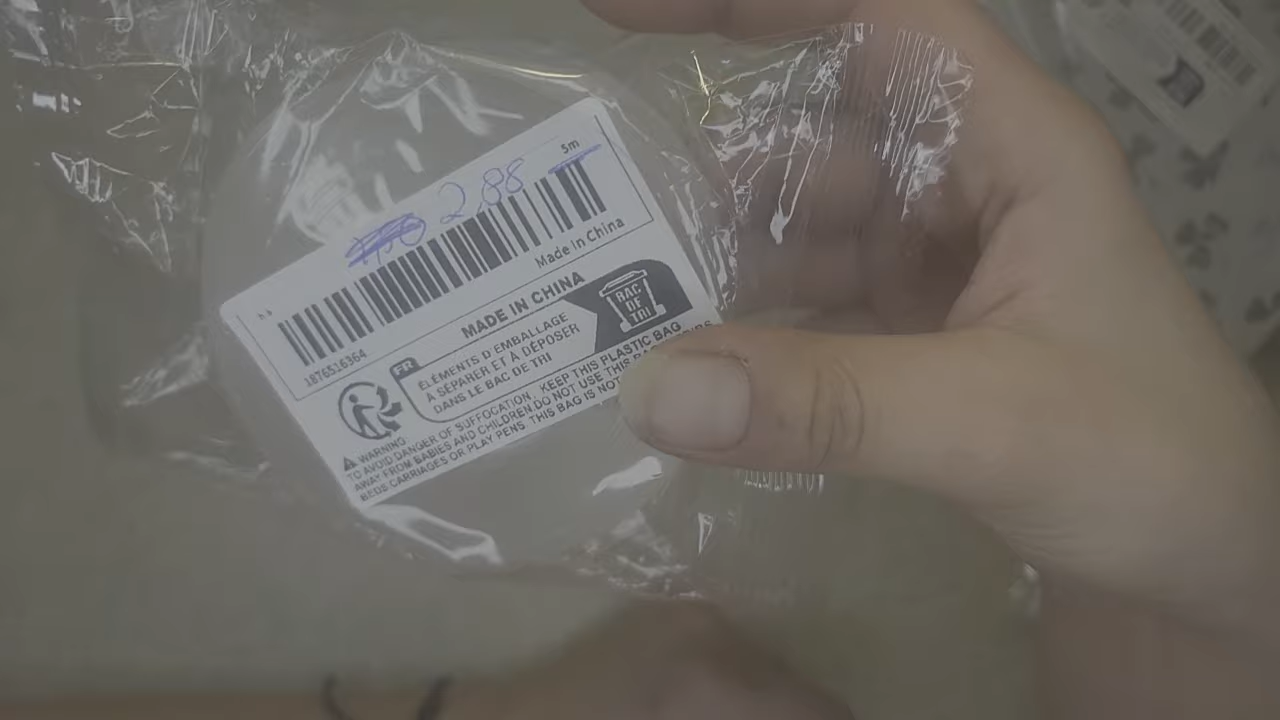 5m
2.88
Made in China
1876516364
MADE IN CHINA
FR
ÉLÉMENTS D'EMBALLAGE
À SÉPARER ET À DÉPOSER
DANS LE BAC DE TRI
BAC
DE
TRI
WARNING
TO AVOID DANGER OF SUFFOCATION, KEEP THIS PLASTIC BAG
AWAY FROM BABIES AND CHILDREN.DO NOT USE THIS
BEDS CARRIAGES OR PLAY PENS. THIS BAG IS NOT